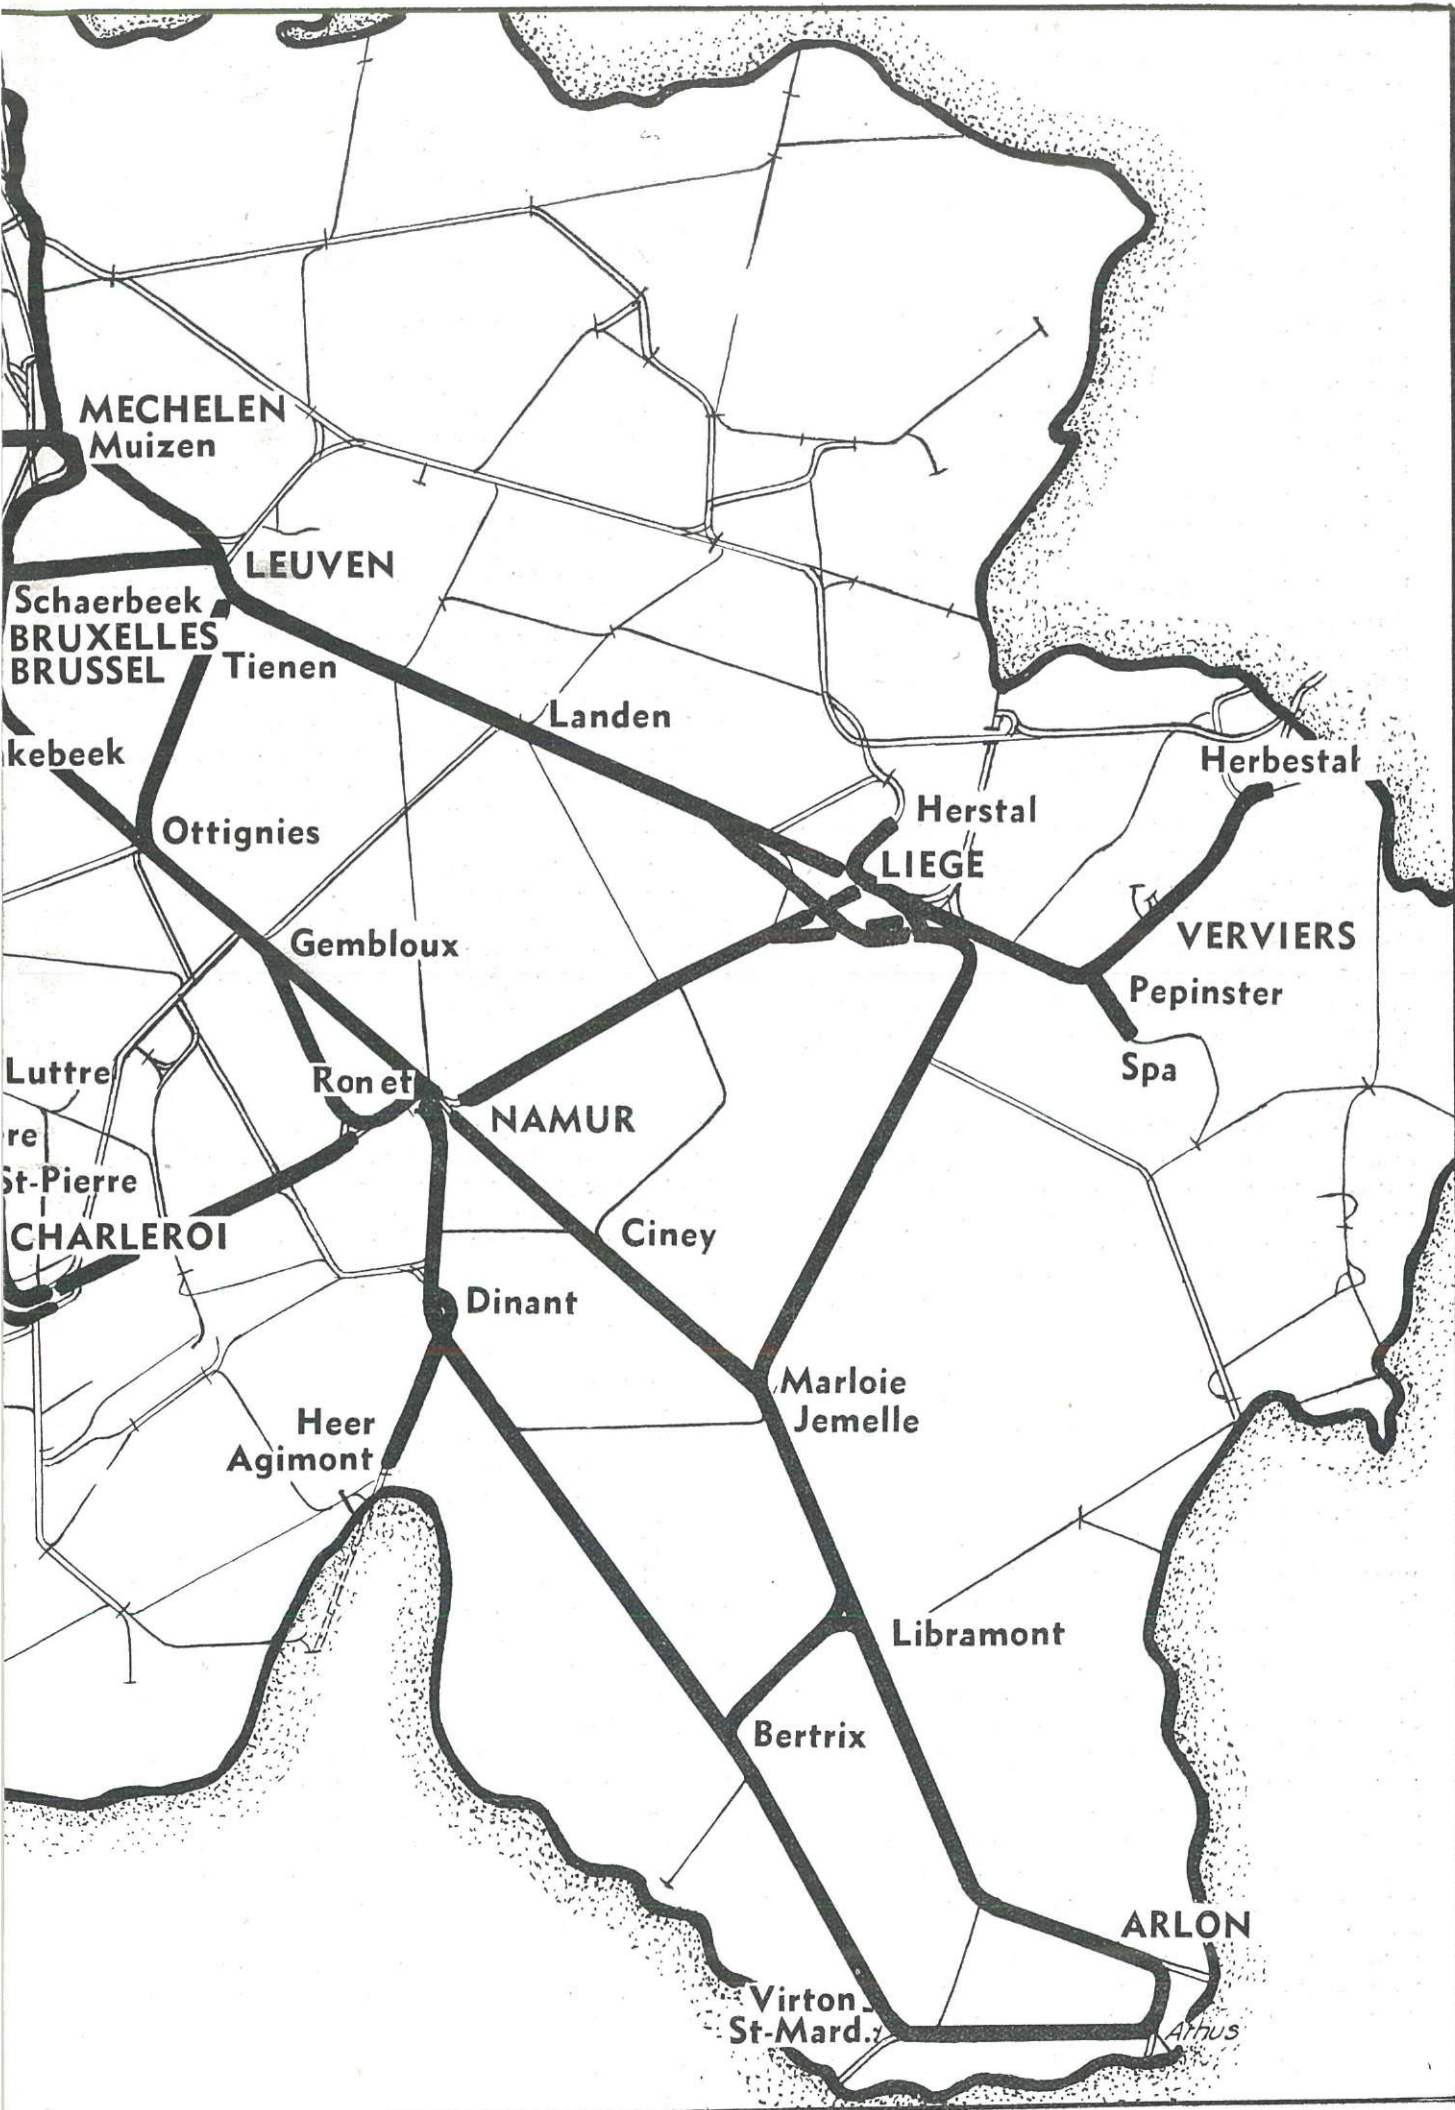 MECHELEN
Muizen
LEUVEN
Schaerbeek
BRUXELLES
BRUSSEL
Tienen
Landen
kebeek
Herbestal
Ottignies
Herstal
LIEGE
Gembloux
VERVIERS
Pepinster
Luttre
Ronet
Spa
NAMUR
re
St-Pierre
CHARLEROI
Ciney
Dinant
Marloie
Jemelle
Heer
Agimont
Libramont
Bertrix
ARLON
Virton
St-Mard.
Athus